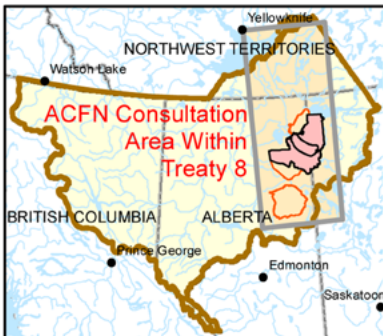 Yellowknife
NORTHWEST TERRITORIES
Watson Lake
ACFN Consultation
Area Within
Treaty 8
BRITISH COLUMBIA
ALBERTA
Prince George
Edmonton
Saskatoon